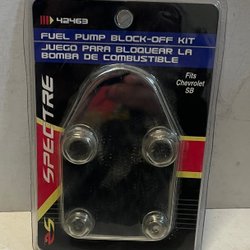 42463
FUEL PUMP BLOCK-OFF KIT
JUEGO PARA BLOQUEAR LA
BOMBA DE COMBUSTIBLE
Fits
Chevrolet
SB
SPECTRE